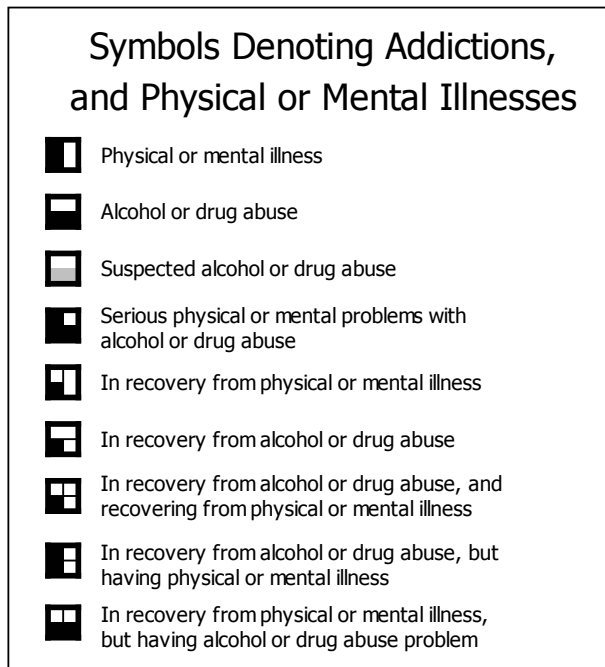 Symbols Denoting Addictions,
and Physical or Mental Illnesses
Physical or mental illness
Alcohol or drug abuse
Suspected alcohol or drug abuse
Serious physical or mental problems with
alcohol or drug abuse
In recovery from physical or mental illness
In recovery from alcohol or drug abuse
In recovery from alcohol or drug abuse, and
recovering from physical or mental illness
In recovery from alcohol or drug abuse, but
having physical or mental illness
In recovery from physical or mental illness,
but having alcohol or drug abuse problem